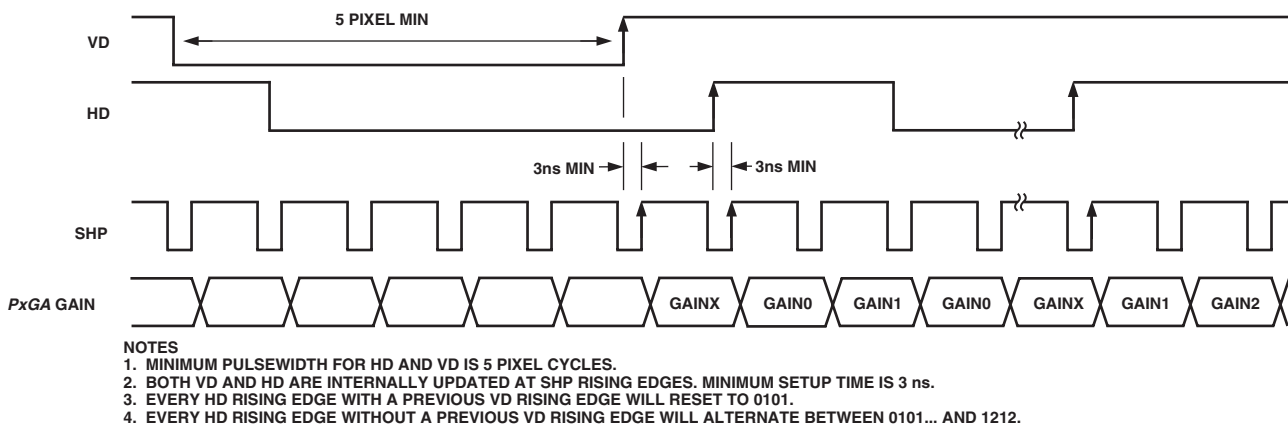 5 PIXEL MIN
VD
HD
3ns MIN
3ns MIN
SHP
PxGA GAIN
GAINX
GAIN0
GAIN1
GAIN0
GAINX
GAIN1
GAIN2
NOTES
1. MINIMUM PULSEWIDTH FOR HD AND VD IS 5 PIXEL CYCLES.
2. BOTH VD AND HD ARE INTERNALLY UPDATED AT SHP RISING EDGES. MINIMUM SETUP TIME IS 3 ns.
3. EVERY HD RISING EDGE WITH A PREVIOUS VD RISING EDGE WILL RESET TO 0101.
4. EVERY HD RISING EDGE WITHOUT A PREVIOUS VD RISING EDGE WILL ALTERNATE BETWEEN 0101... AND 1212.